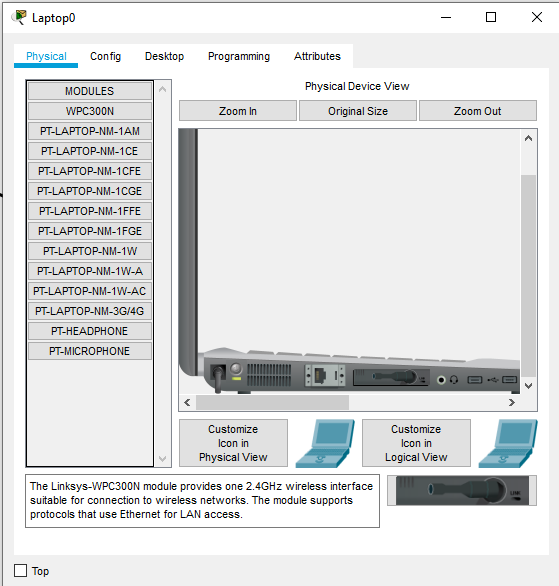 Laptop0
Physical
Config
Desktop
Programming
Attributes
MODULES
WPC300N
PT-LAPTOP-NM-1AM
PT-LAPTOP-NM-1CE
PT-LAPTOP-NM-1CFE
PT-LAPTOP-NM-1CGE
PT-LAPTOP-NM-1FFE
PT-LAPTOP-NM-1FGE
PT-LAPTOP-NM-1W
PT-LAPTOP-NM-1W-A
PT-LAPTOP-NM-1W-AC
PT-LAPTOP-NM-3G/4G
PT-HEADPHONE
PT-MICROPHONE
Physical Device View
Zoom In
Original Size
Zoom Out
Customize
Icon in
Physical View
Customize
Icon in
Logical View
The Linksys-WPC300N module provides one 2.4GHz wireless interface
suitable for connection to wireless networks. The module supports
protocols that use Ethernet for LAN access.
LINK
Top